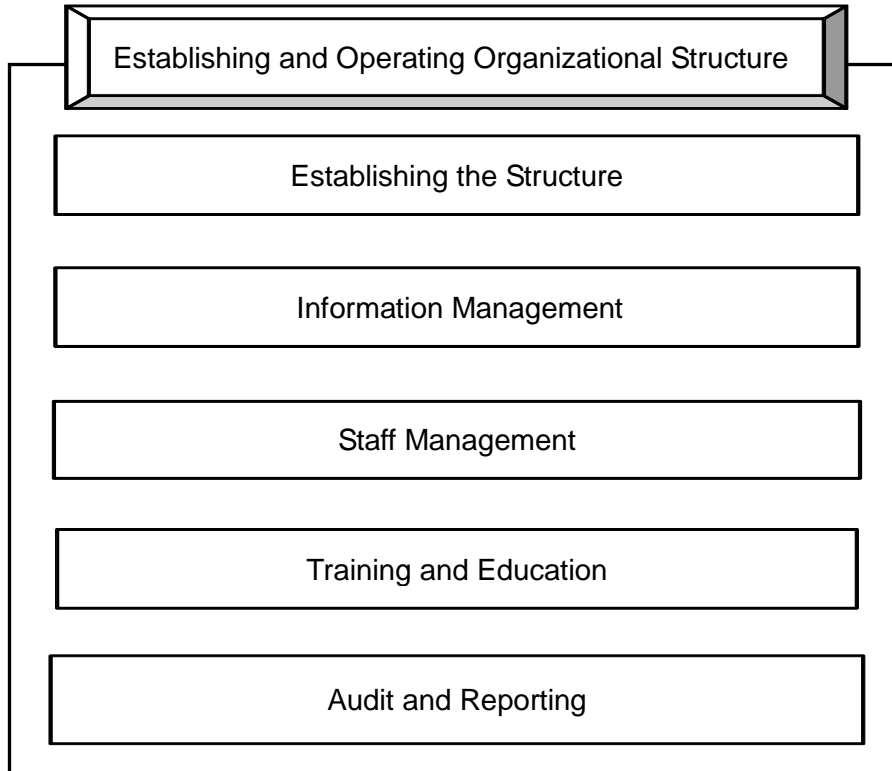 Establishing and Operating Organizational Structure
Establishing the Structure
Information Management
Staff Management
Training and Education
Audit and Reporting